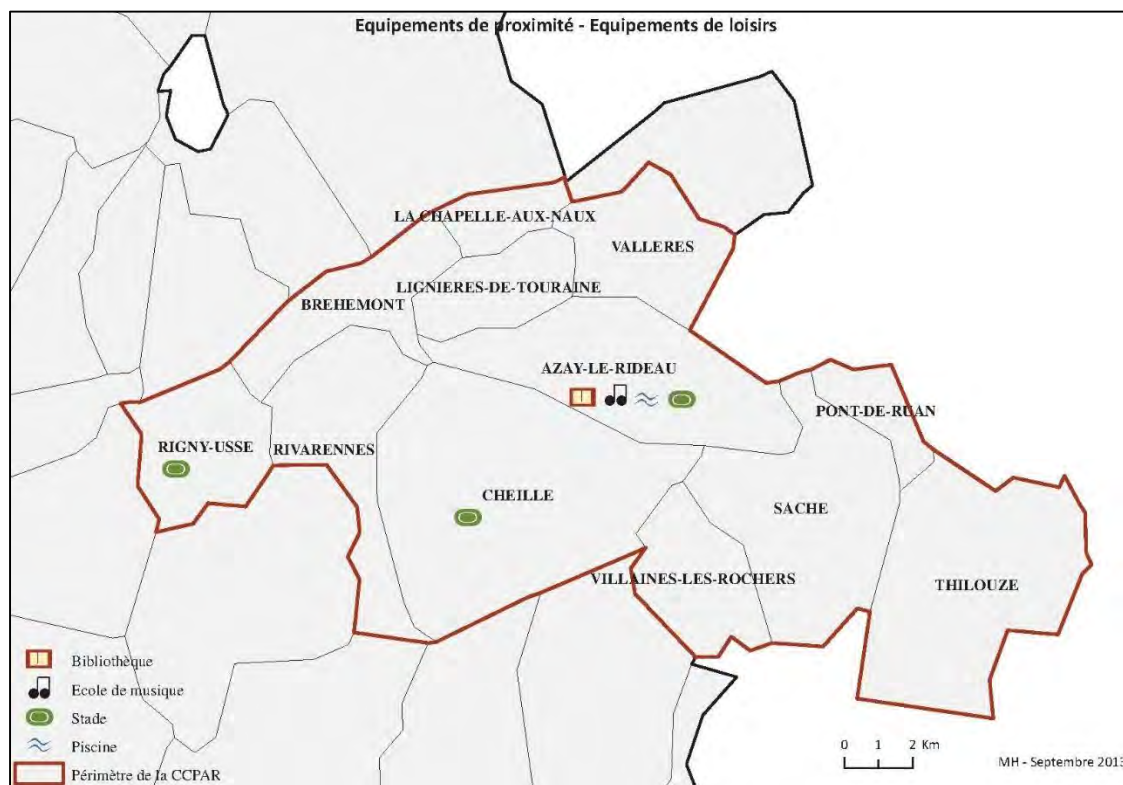 Equipements de proximité - Equipements de loisirs
LA CHAPELLE-AUX-NAUX
VALLERES
LIGNIERES-DE-TOURAINE
BREHEMONT
AZAY-LE-RIDEAU
PONT-DE-RUAN
RIGNY-USSE
RIVARENNES
CHEILLE
SACHE
VILLAINES-LES-ROCHERS
THILOUZE
Bibliothèque
Ecole de musique
Stade
Piscine
Périmètre de la CCPAR
0 1 2 Km
MH - Septembre 2013